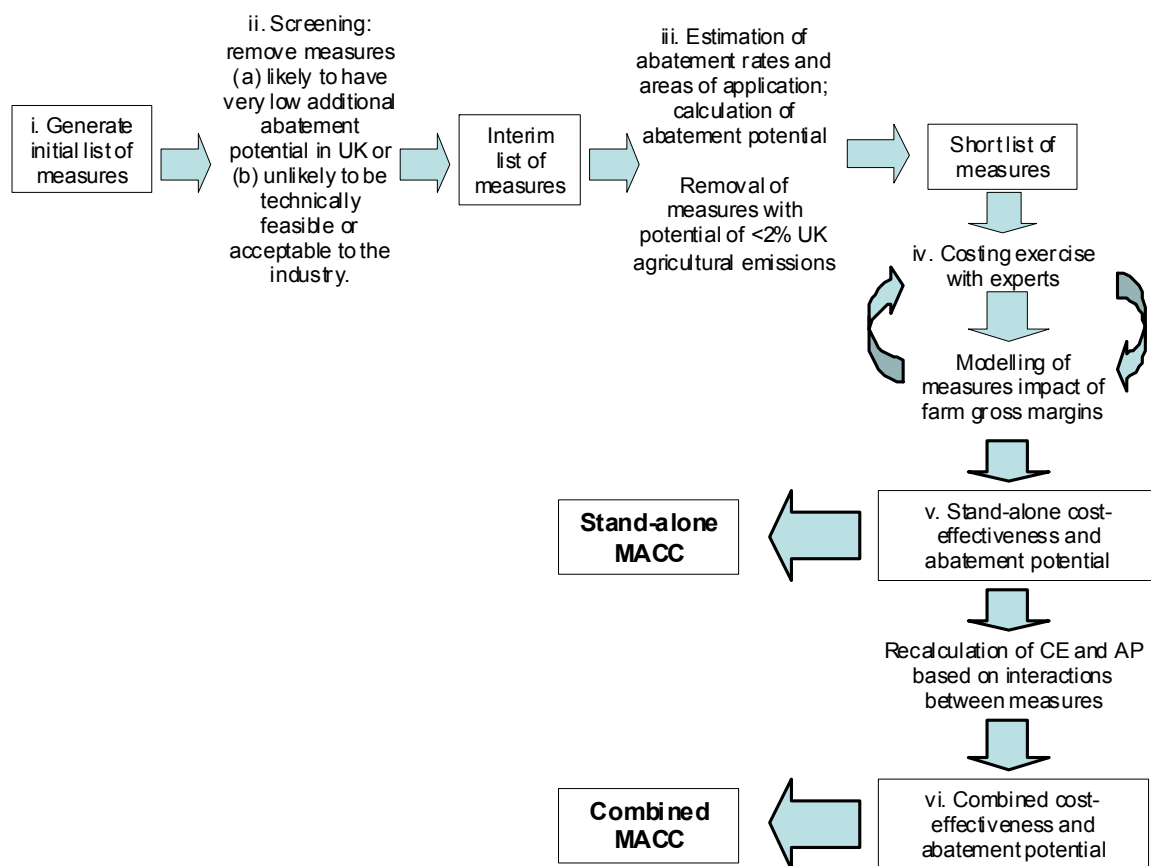 i. Generate
initial list of
measures
ii. Screening:
remove measures
(a) likely to have
very low additional
abatement
potential in UK or
(b) unlikely to be
technically
feasible or
acceptable to the
industry.
Interim
list of
measures
iii. Estimation of
abatement rates and
areas of application;
calculation of
abatement potential
Removal of
measures with
potential of <2% UK
agricultural emissions
Short list of
measures
iv. Costing exercise
with experts
Modelling of
measures impact of
farm gross margins
Stand-alone
MACC
v. Stand-alone cost-
effectiveness and
abatement potential
Recalculation of CE and AP
based on interactions
between measures
Combined
MACC
vi. Combined cost-
effectiveness and
abatement potential